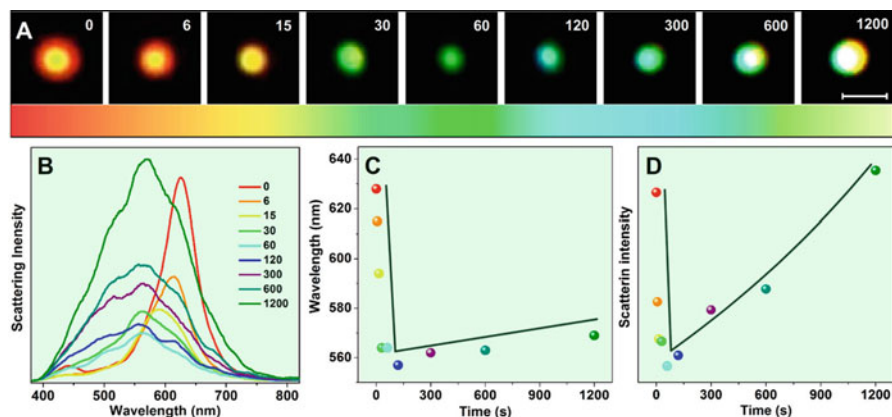 A 0 6 15 30 60 120 300 600 1200
B
Scattering Inensity
0
6
15
30
60
120
300
600
1200
400 500 600 700 800
Wavelength (nm)
C
Wavelength (nm)
640
620
600
580
560
0 300 600 900 1200
Time (s)
D
Scatterin intensity
0 300 600 900 1200
Time (s)